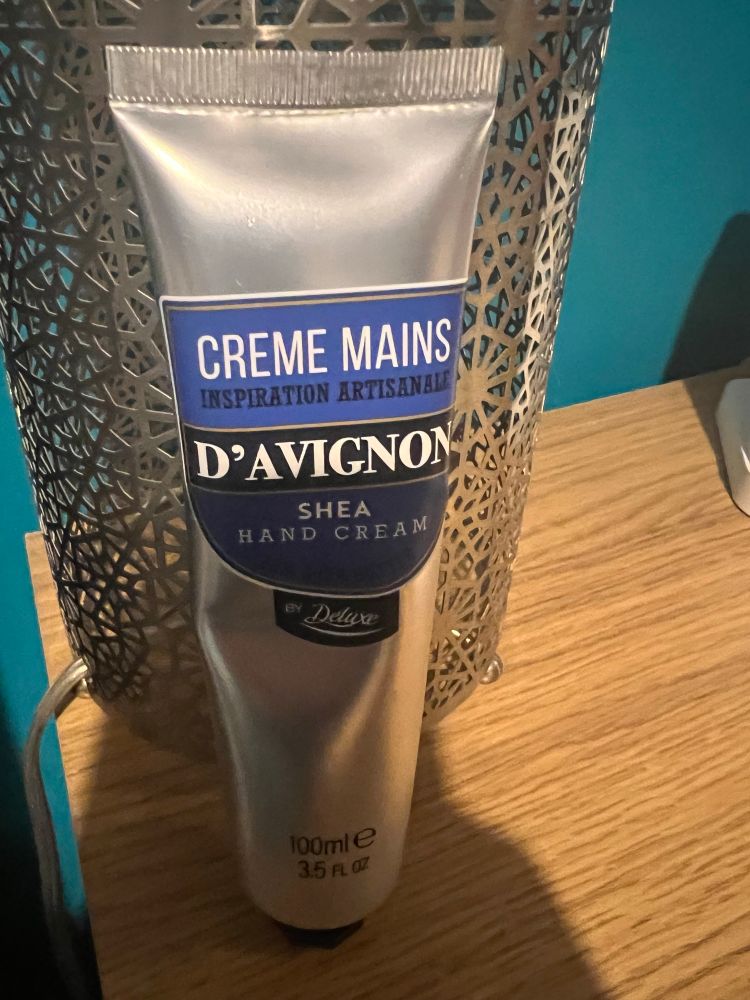 CREME MAINS
INSPIRATION ARTISANALE
D'AVIGNON
SHEA
HAND CREAM
BY Deluxe
100ml e
3.5 FL OZ